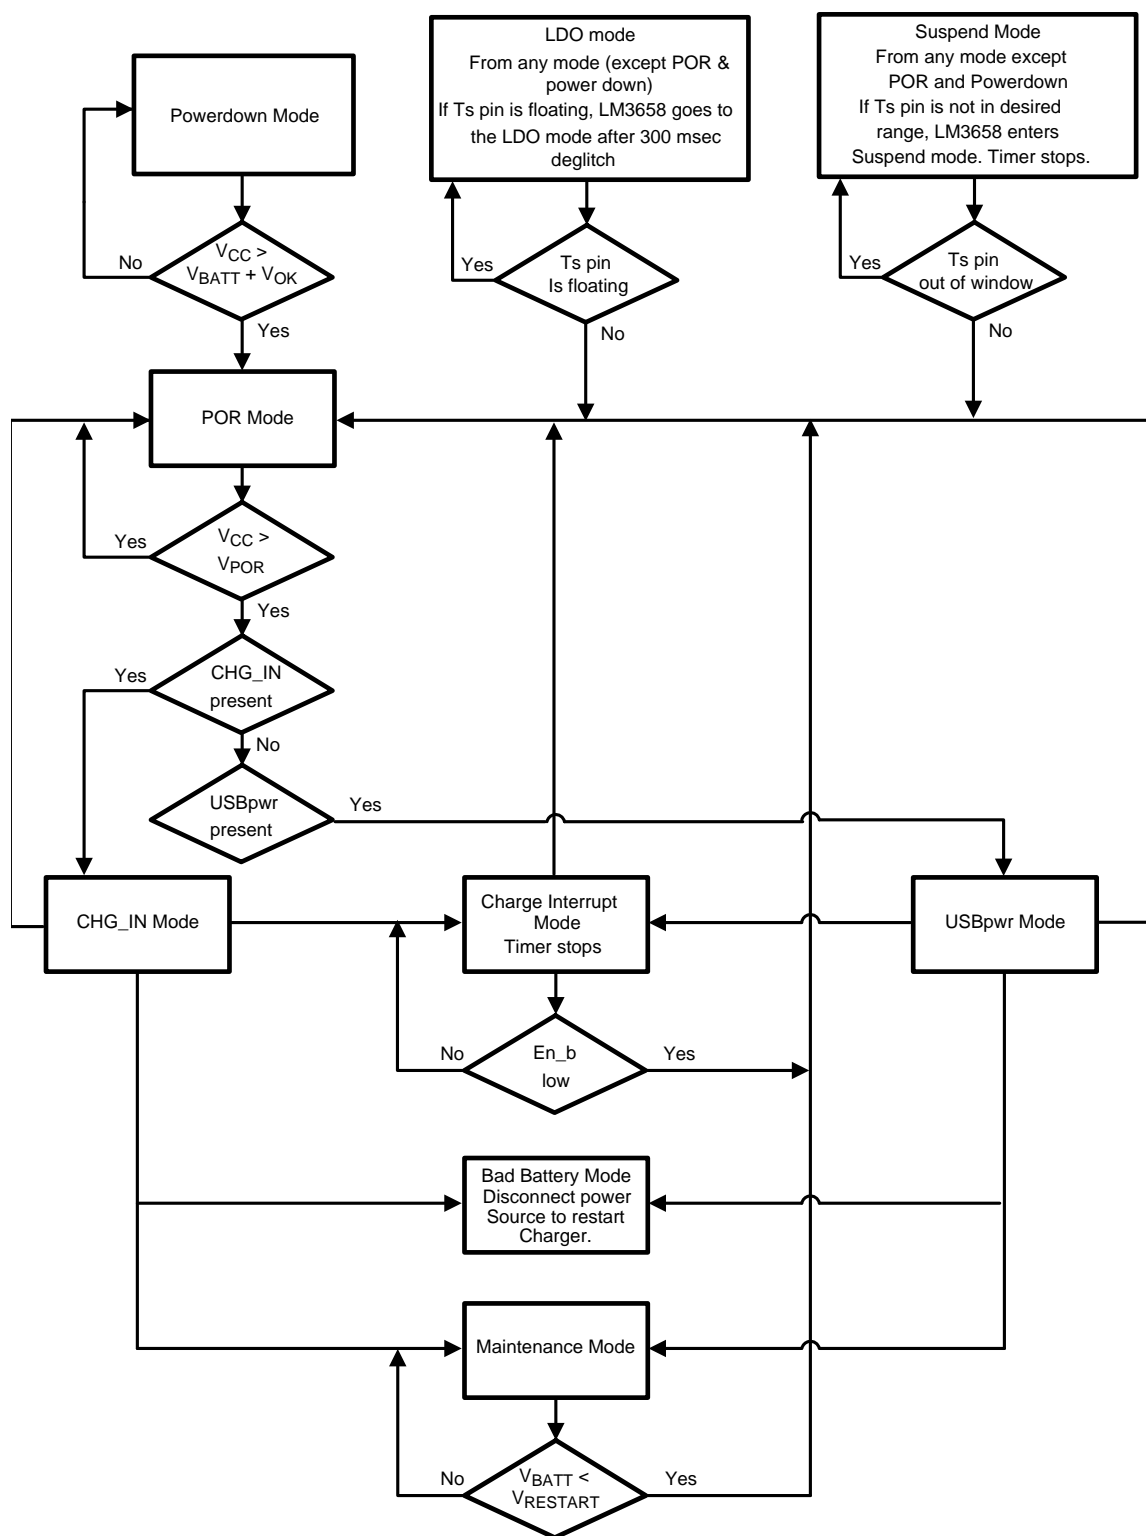 Powerdown Mode
VCC >
VBATT + VOK
No
Yes
LDO mode
From any mode (except POR &
power down)
If Ts pin is floating, LM3658 goes to
the LDO mode after 300 msec
deglitch
Yes
Ts pin
Is floating
No
Suspend Mode
From any mode except
POR and Powerdown
If Ts pin is not in desired
range, LM3658 enters
Suspend mode. Timer stops.
Yes
Ts pin
out of window
No
POR Mode
Yes
VCC >
VPOR
Yes
Yes
CHG_IN
present
No
USBpwr
present
Yes
CHG_IN Mode
Charge Interrupt
Mode
Timer stops
USBpwr Mode
No
En_b
low
Yes
Bad Battery Mode
Disconnect power
Source to restart
Charger.
Maintenance Mode
No
VBATT <
VRESTART
Yes